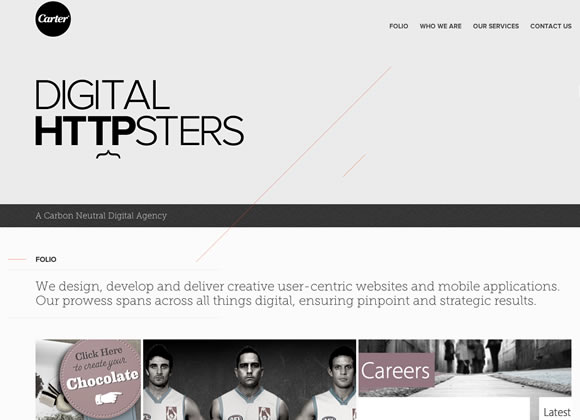 Carter
FOLIO WHO WE ARE OUR SERVICES CONTACT US
DIGITAL
HTTPSTERS
A Carbon Neutral Digital Agency
FOLIO
We design, develop and deliver creative user-centric websites and mobile applications.
Our prowess spans across all things digital, ensuring pinpoint and strategic results.
Click Here
to create your
Chocolate
Careers
Latest